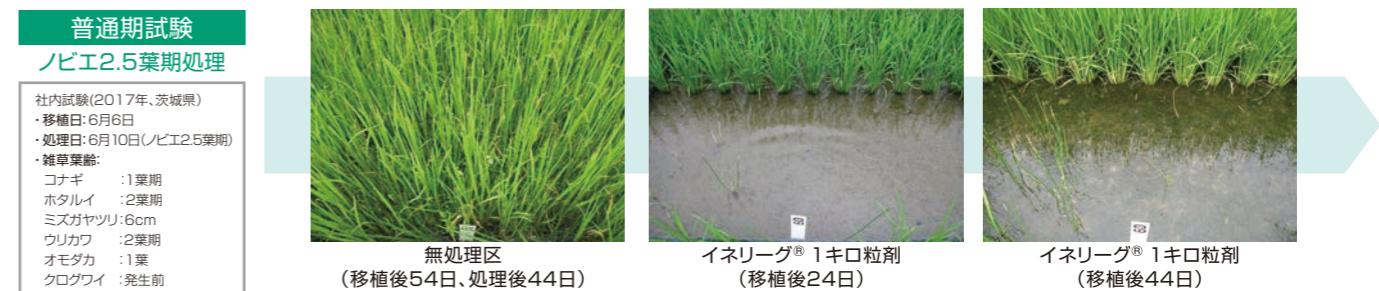 普通期試験
ノビエ2.5葉期処理
社内試験(2017年、茨城県)
・移植日:6月6日
・処理日:6月10日(ノビエ2.5葉期)
・雑草葉齢:
コナギ :1葉期
ホタルイ :2葉期
ミズガヤツリ:6cm
ウリカワ :2葉期
オモダカ :1葉
クログワイ :発生前
無処理区
(移植後54日、処理後44日)
イネリーグ® 1キロ粒剤
(移植後24日)
イネリーグ® 1キロ粒剤
(移植後44日)